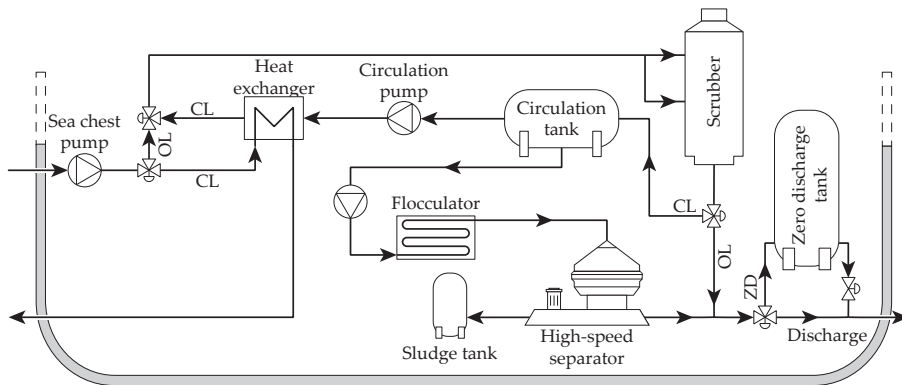 Heat
exchanger
Circulation
pump
Circulation
tank
Scrubber
Sea chest
pump
CL
OL
CL
Zero discharge
tank
Flocculator
CL
OL
ZD
Sludge tank
High-speed
separator
Discharge